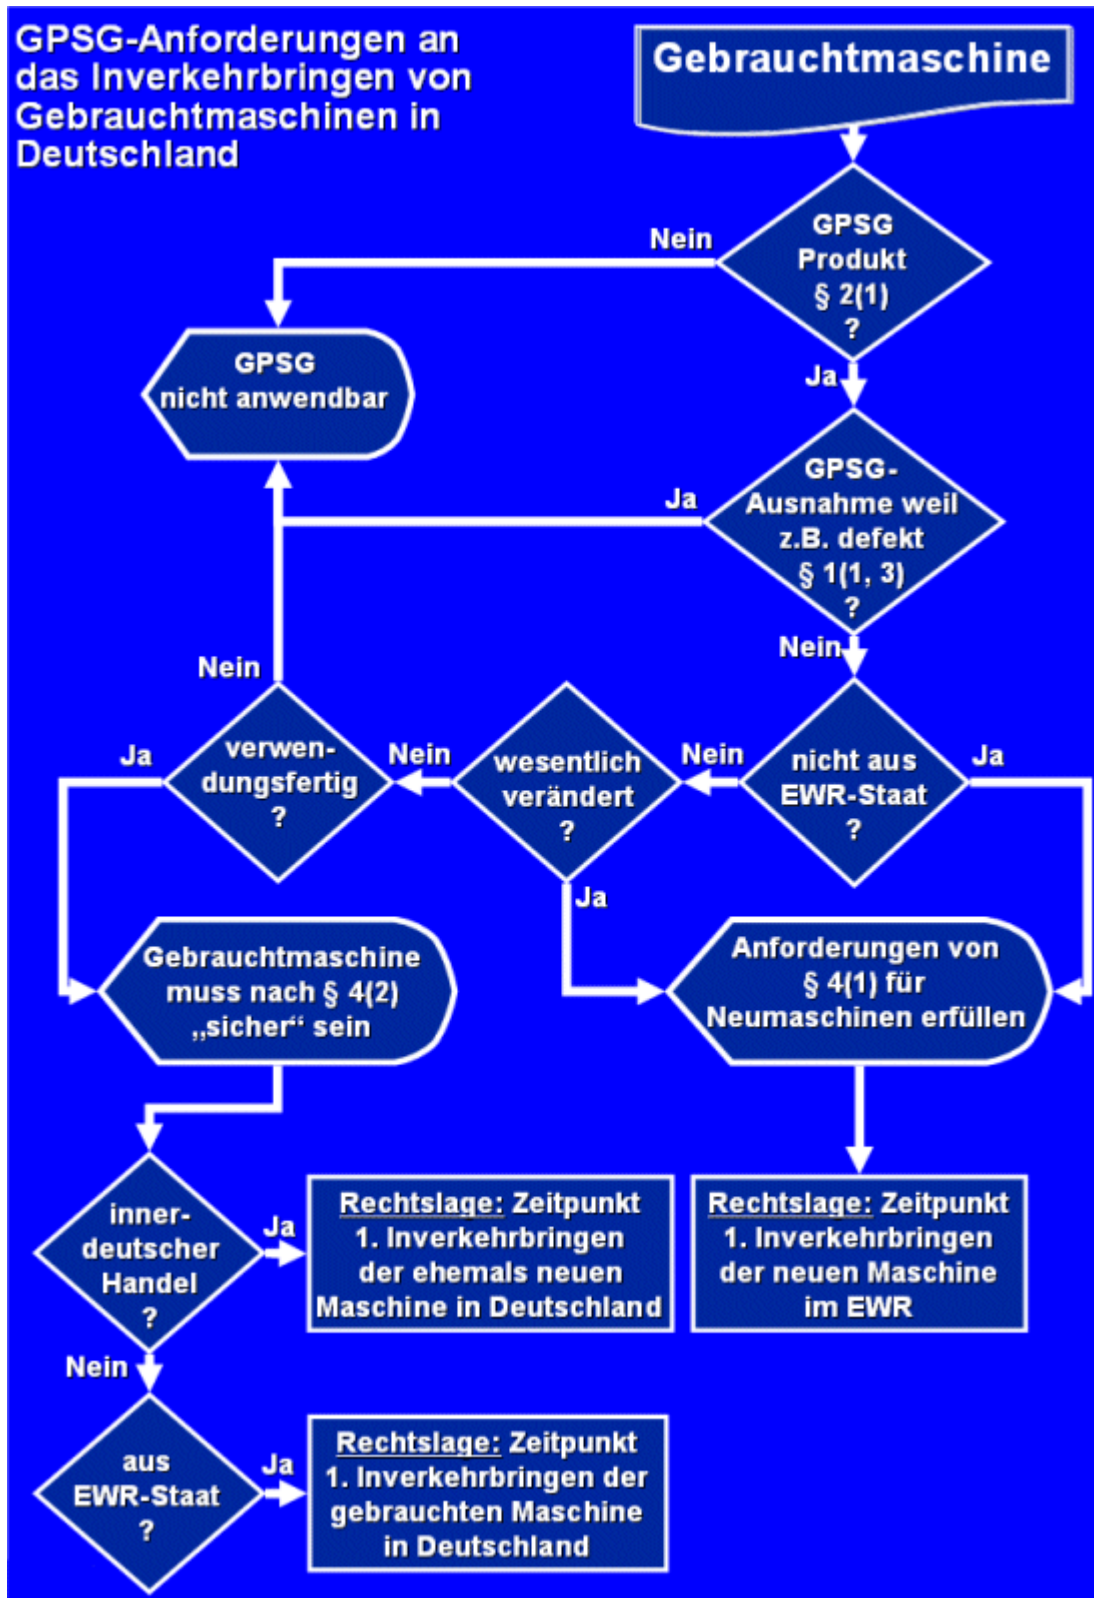 GPSG-Anforderungen an
das Inverkehrbringen von
Gebrauchtmaschinen in
Deutschland
Gebrauchtmaschine
GPSG
Produkt
§ 2(1)
?
Nein
Ja
GPSG
nicht anwendbar
GPSG-
Ausnahme weil
z.B. defekt
§ 1(1, 3)
?
Ja
Nein
nicht aus
EWR-Staat
?
Ja
Nein
wesentlich
verändert
?
Nein
Ja
verwen-
dungsfertig
?
Nein
Ja
Gebrauchtmaschine
muss nach § 4(2)
„sicher“ sein
Anforderungen von
§ 4(1) für
Neumaschinen erfüllen
inner-
deutscher
Handel
?
Ja
Rechtslage: Zeitpunkt
1. Inverkehrbringen
der ehemals neuen
Maschine in Deutschland
Rechtslage: Zeitpunkt
1. Inverkehrbringen
der neuen Maschine
im EWR
Nein
aus
EWR-Staat
?
Ja
Rechtslage: Zeitpunkt
1. Inverkehrbringen der
gebrauchten Maschine
in Deutschland